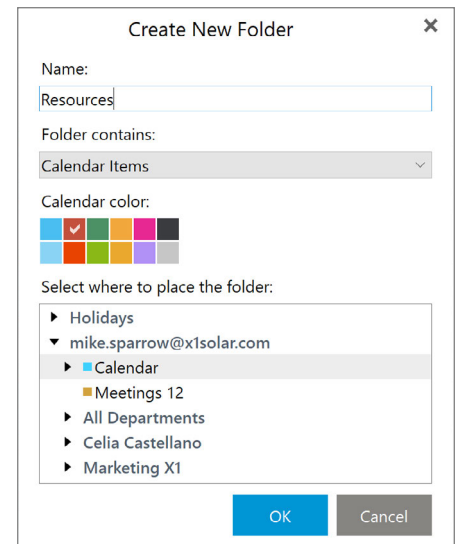 Create New Folder
Name:
Resources
Folder contains:
Calendar Items
Calendar color:
Select where to place the folder:
Holidays
mike.sparrow@x1solar.com
Calendar
Meetings 12
All Departments
Celia Castellano
Marketing X1
OK Cancel